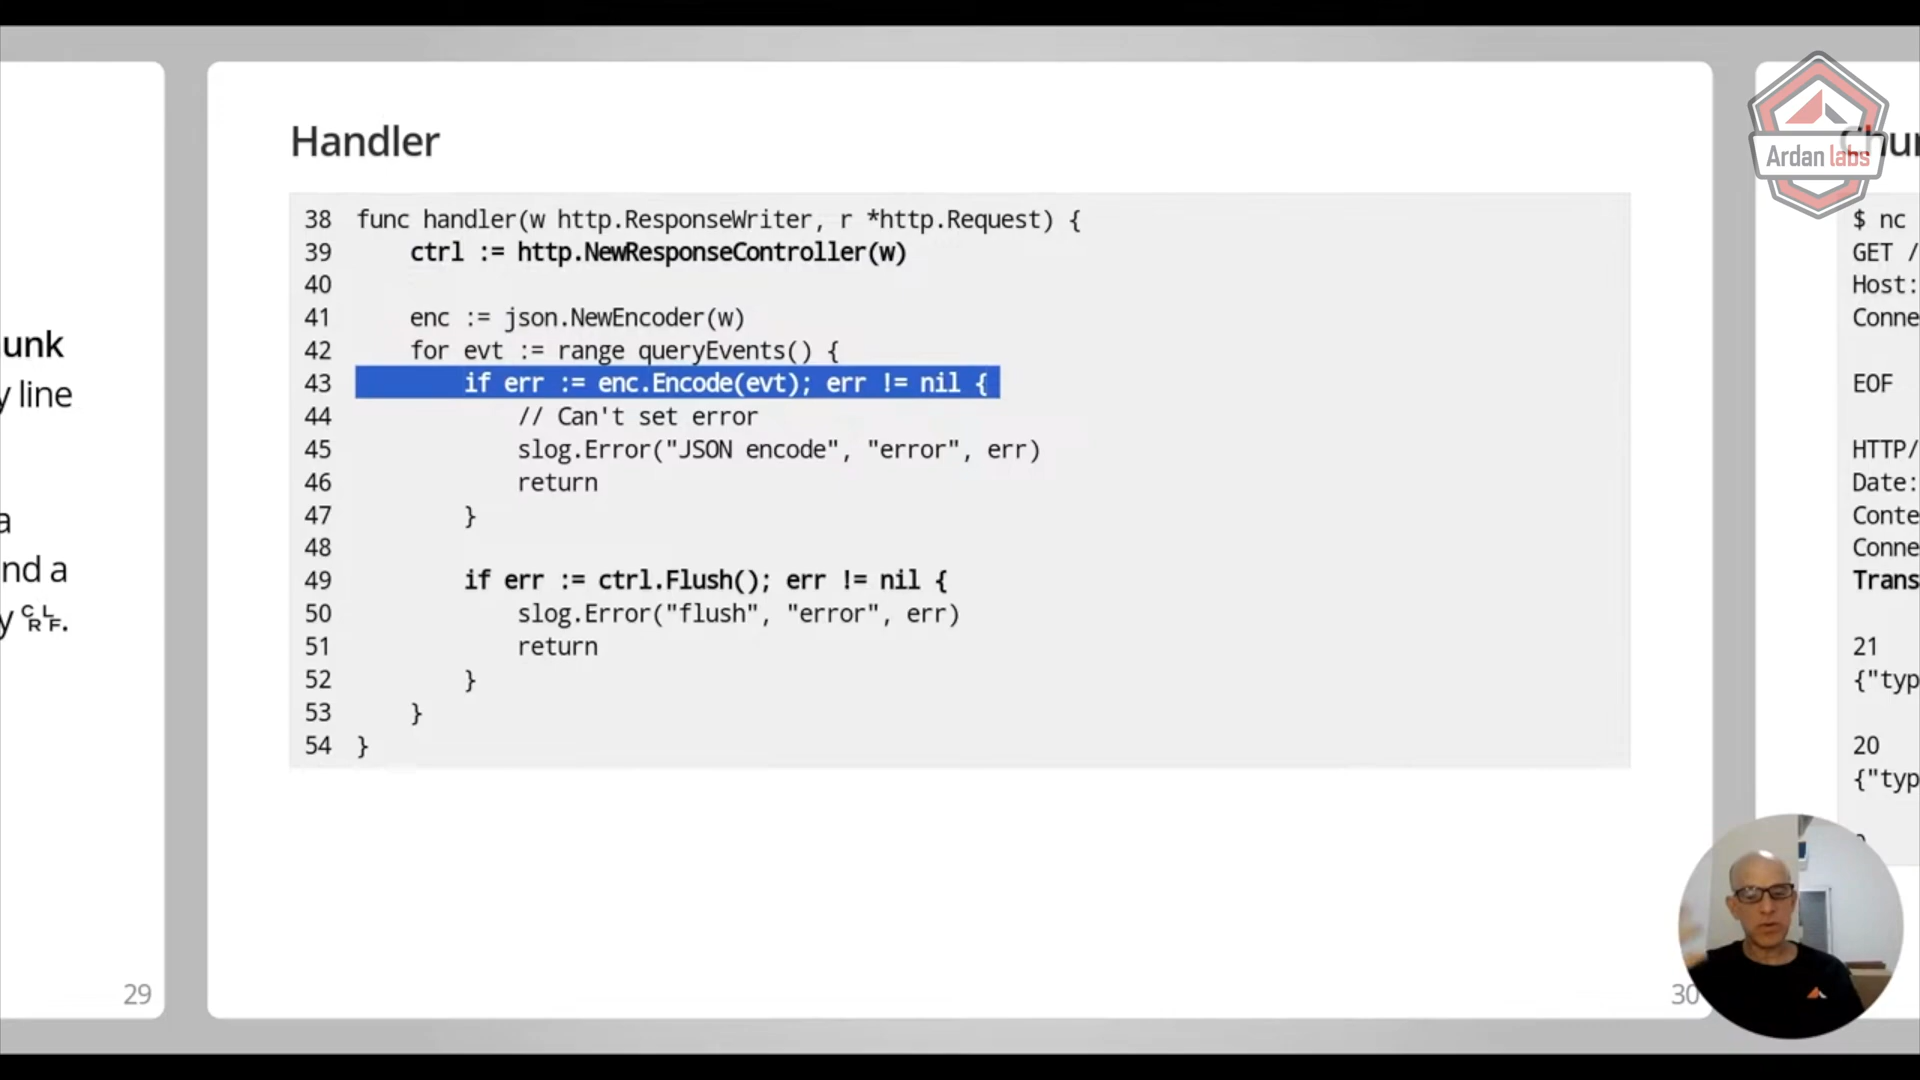 unk
y line
a
nd a
y CRLF.
29
Handler
38 func handler(w http.ResponseWriter, r *http.Request) {
39 ctrl := http.NewResponseController(w)
40
41 enc := json.NewEncoder(w)
42 for evt := range queryEvents() {
43 if err := enc.Encode(evt); err != nil {
44 // Can't set error
45 slog.Error("JSON encode", "error", err)
46 return
47 }
48
49 if err := ctrl.Flush(); err != nil {
50 slog.Error("flush", "error", err)
51 return
52 }
53 }
54 }
30
Ardan labs
$ nc
GET /
Host:
Conne
EOF
HTTP/
Date:
Conte
Conne
Trans
21
{"typ
20
{"typ